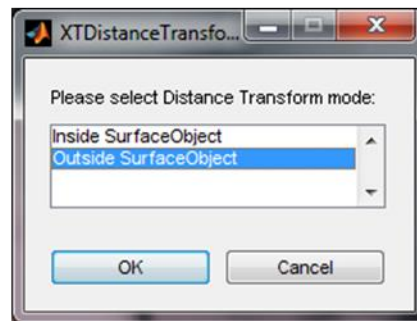 XTDistanceTransfo...
Please select Distance Transform mode:
Inside SurfaceObject
Outside SurfaceObject
OK
Cancel